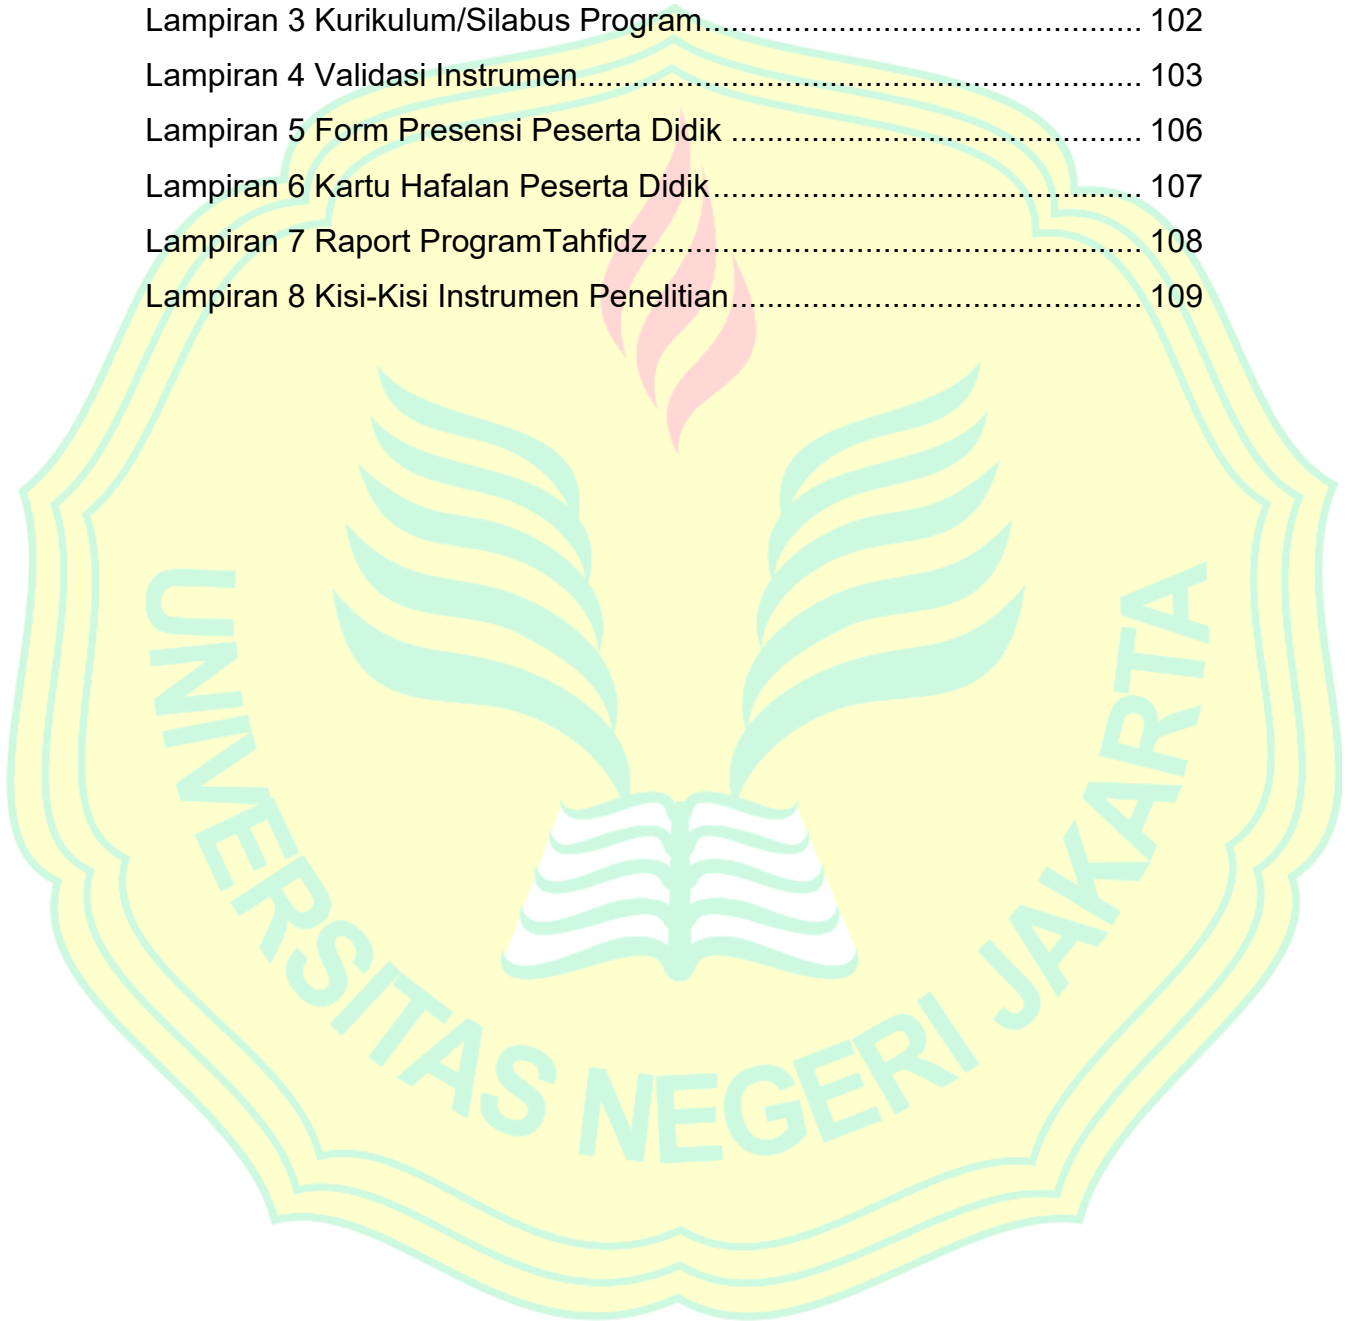 Lampiran 3 Kurikulum/Silabus Program................................................. 102
Lampiran 4 Validasi Instrumen............................................................... 103
Lampiran 5 Form Presensi Peserta Didik .............................................. 106
Lampiran 6 Kartu Hafalan Peserta Didik................................................ 107
Lampiran 7 Raport ProgramTahfidz....................................................... 108
Lampiran 8 Kisi-Kisi Instrumen Penelitian.............................................. 109
UNIVERSITAS NEGERI JAKARTA